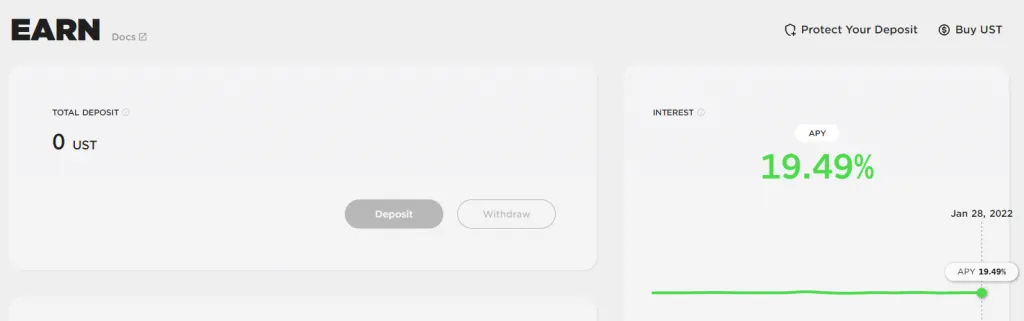 EARN Docs
Protect Your Deposit Buy UST
TOTAL DEPOSIT
0 UST
Deposit Withdraw
INTEREST
APY
19.49%
Jan 28, 2022
APY 19.49%